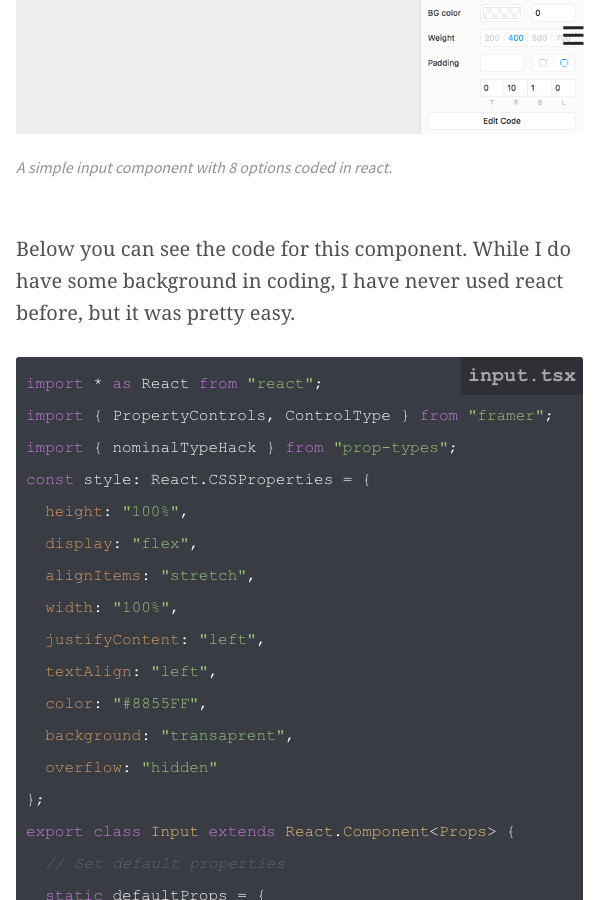 BG color 0
Weight 200 400 500
Padding
0 10 1 0
T R B L
Edit Code
A simple input component with 8 options coded in react.
Below you can see the code for this component. While I do
have some background in coding, I have never used react
before, but it was pretty easy.
input.tsx
import * as React from "react";
import { PropertyControls, ControlType } from "framer";
import { nominalTypeHack } from "prop-types";
const style: React.CSSProperties = {
height: "100%",
display: "flex",
alignItems: "stretch",
width: "100%",
justifyContent: "left",
textAlign: "left",
color: "#8855FF",
background: "transaprent",
overflow: "hidden"
};
export class Input extends React.Component<Props> {
// Set default properties
static defaultProps = {